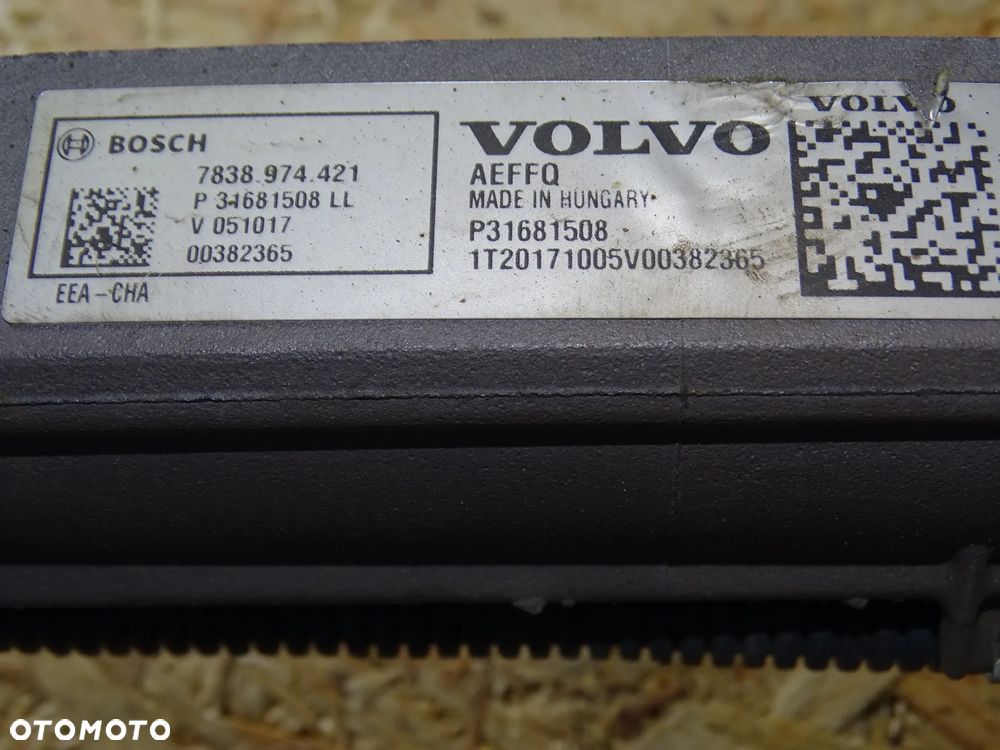 BOSCH
7838.974.421
P 31681508 LL
V 051017
00382365
EEA-CHA
VOLVO
AEFFQ
MADE IN HUNGARY
P31681508
1T20171005V00382365
VOLVO
OTOMOTO